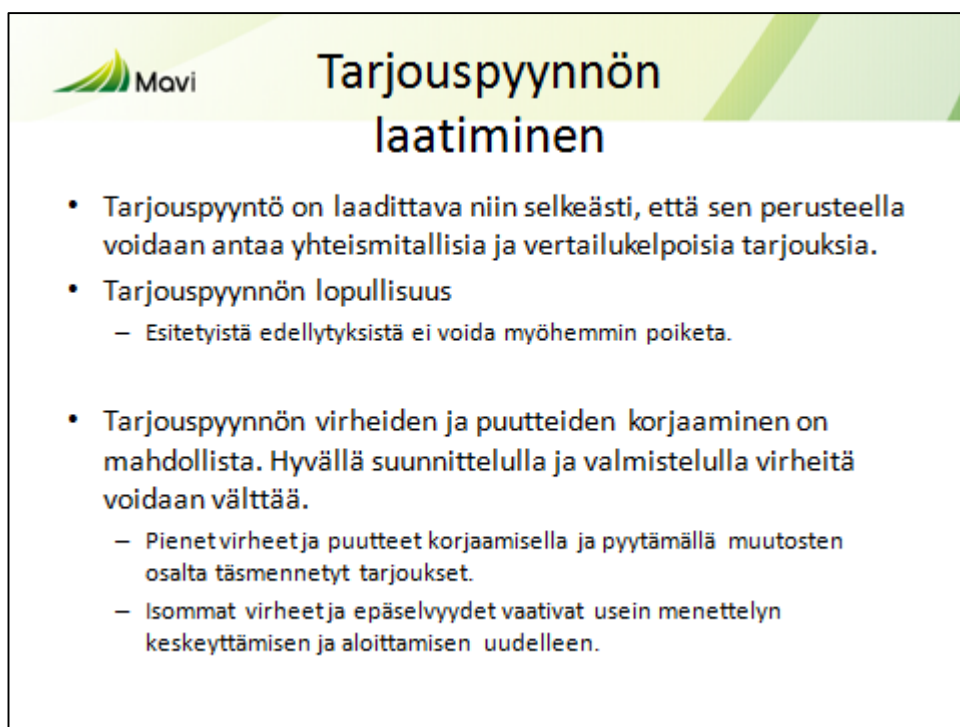 Mavi
Tarjouspyynnön
laatiminen
• Tarjouspyyntö on laadittava niin selkeästi, että sen perusteella
voidaan antaa yhteismitallisia ja vertailukelpoisia tarjouksia.
• Tarjouspyynnön lopullisuus
– Esitetyistä edellytyksistä ei voida myöhemmin poiketa.
• Tarjouspyynnön virheiden ja puutteiden korjaaminen on
mahdollista. Hyvällä suunnittelulla ja valmistelulla virheitä
voidaan välttää.
– Pienet virheet ja puutteet korjaamisella ja pyytämällä muutosten
osalta täsmennetyt tarjoukset.
– Isommat virheet ja epäselvyydet vaativat usein menettelyn
keskeyttämisen ja aloittamisen uudelleen.